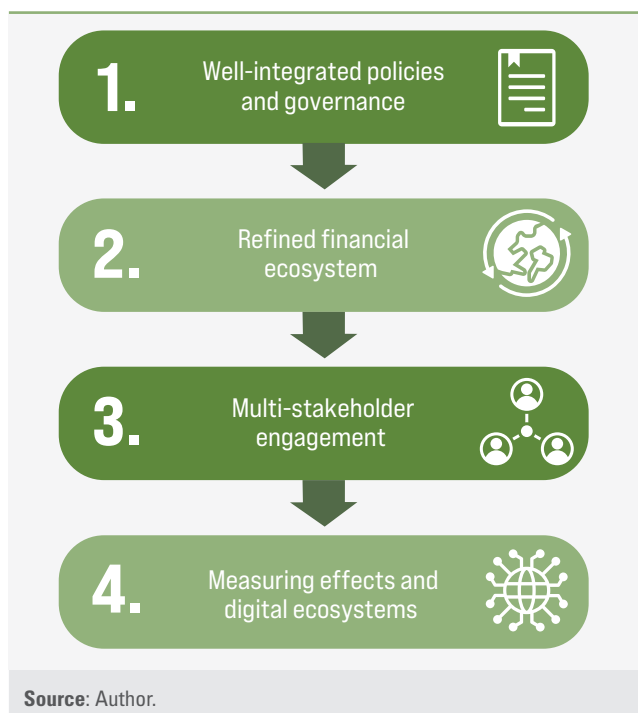 1.
Well-integrated policies
and governance
2.
Refined financial
ecosystem
3.
Multi-stakeholder
engagement
4.
Measuring effects and
digital ecosystems
Source: Author.